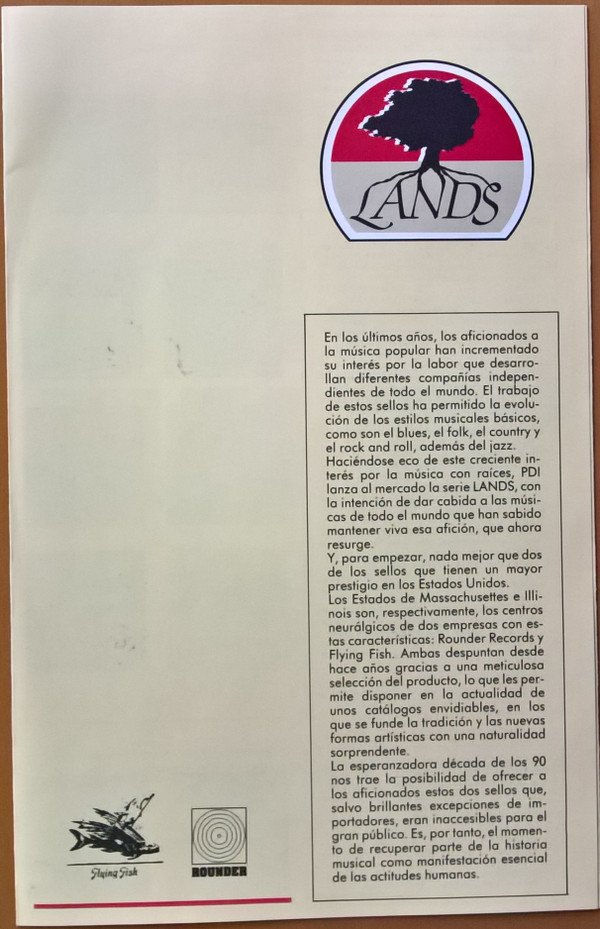 LANDS
En los últimos años, los aficionados a
la música popular han incrementado
su interés por la labor que desarro-
llan diferentes compañías indepen-
dientes de todo el mundo. El trabajo
de estos sellos ha permitido la evolu-
ción de los estilos musicales básicos,
como son el blues, el folk, el country y
el rock and roll, además del jazz.
Haciéndose eco de este creciente in-
terés por la música con raíces, PDI
lanza al mercado la serie LANDS, con
la intención de dar cabida a las músi-
cas de todo el mundo que han sabido
mantener viva esa afición, que ahora
resurge.
Y, para empezar, nada mejor que dos
de los sellos que tienen un mayor
prestigio en los Estados Unidos.
Los Estados de Massachusettes e Illi-
nois son, respectivamente, los centros
neurálgicos de dos empresas con es-
tas características: Rounder Records y
Flying Fish. Ambas despuntan desde
hace años gracias a una meticulosa
selección del producto, lo que les per-
mite disponer en la actualidad de
unos catálogos envidiables, en los
que se funde la tradición y las nuevas
formas artísticas con una naturalidad
sorprendente.
La esperanzadora década de los 90
nos trae la posibilidad de ofrecer a
los aficionados estos dos sellos que,
salvo brillantes excepciones de im-
portadores, eran inaccesibles para el
gran público. Es, por tanto, el momen-
to de recuperar parte de la historia
musical como manifestación esencial
de las actitudes humanas.
Flying Fish
ROUNDER